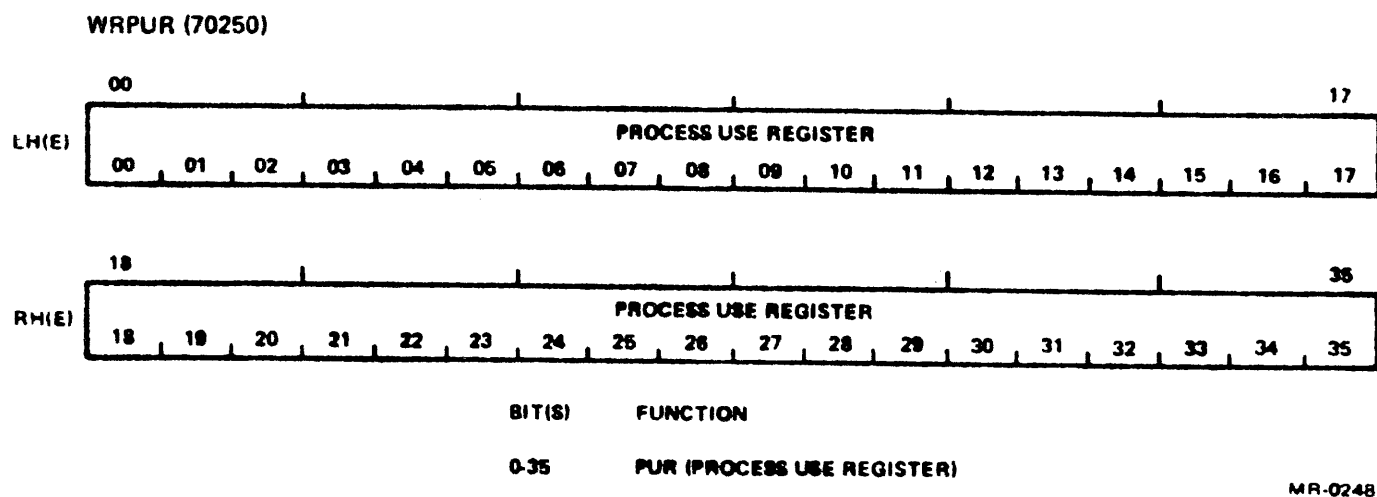 WRPUR (70250)
00 17
LH(E) PROCESS USE REGISTER
00 01 02 03 04 05 06 07 08 09 10 11 12 13 14 15 16 17
18 35
RH(E) PROCESS USE REGISTER
18 19 20 21 22 23 24 25 26 27 28 29 30 31 32 33 34 35
BIT(S) FUNCTION
0-35 PUR (PROCESS USE REGISTER)
MR-0248